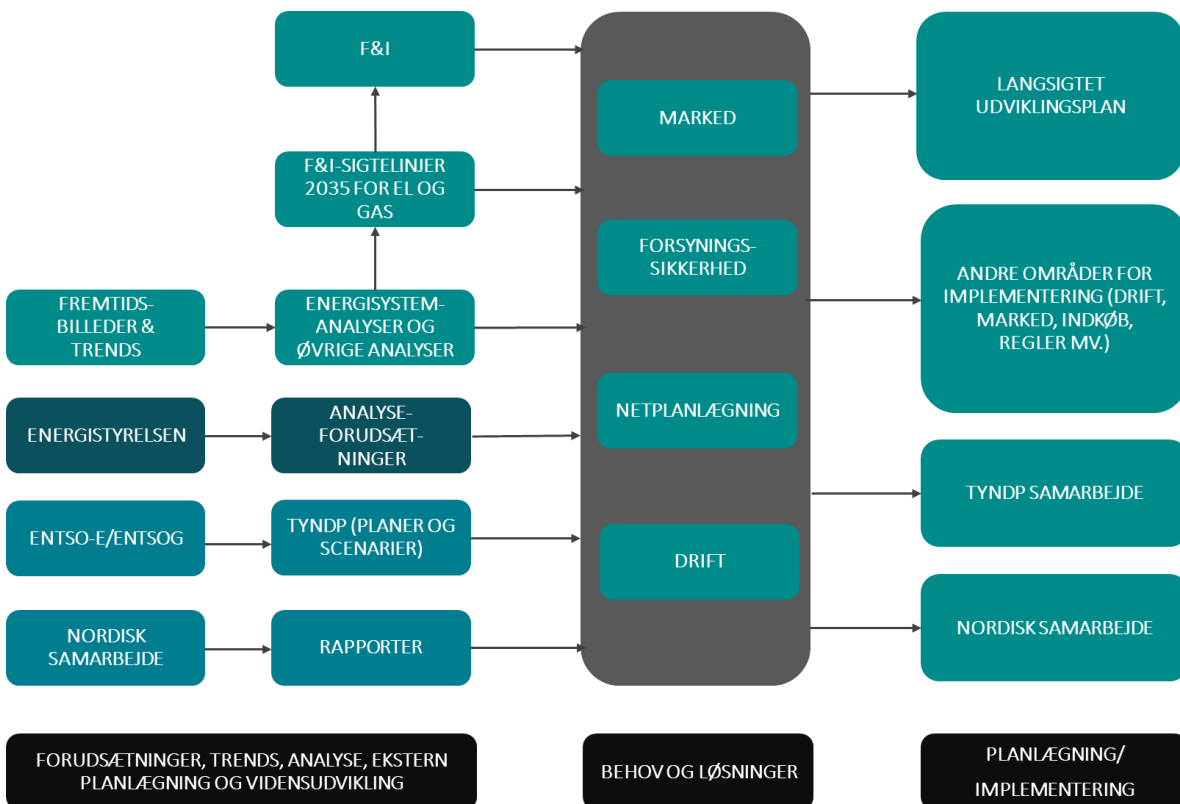 F&I
F&I-SIGTELINJER
2035 FOR EL OG
GAS
FREMTIDS-
BILLEDER &
TRENDS
ENERGISYSTEM-
ANALYSER OG
ØVRIGE ANALYSER
ENERGISTYRELSEN
ANALYSE-
FORUDSÆT-
NINGER
ENTSO-E/ENTSOG
TYNDP (PLANER OG
SCENARIER)
NORDISK
SAMARBEJDE
RAPPORTER
MARKED
FORSYNINGS-
SIKKERHED
NETPLANLÆGNING
DRIFT
LANGSIGTET
UDVIKLINGSPLAN
ANDRE OMRÅDER FOR
IMPLEMENTERING (DRIFT,
MARKED, INDKØB,
REGLER MV.)
TYNDP SAMARBEJDE
NORDISK SAMARBEJDE
FORUDSÆTNINGER, TRENDS, ANALYSE, EKSTERN
PLANLÆGNING OG VIDENSUDVIKLING
BEHOV OG LØSNINGER
PLANLÆGNING/
IMPLEMENTERING